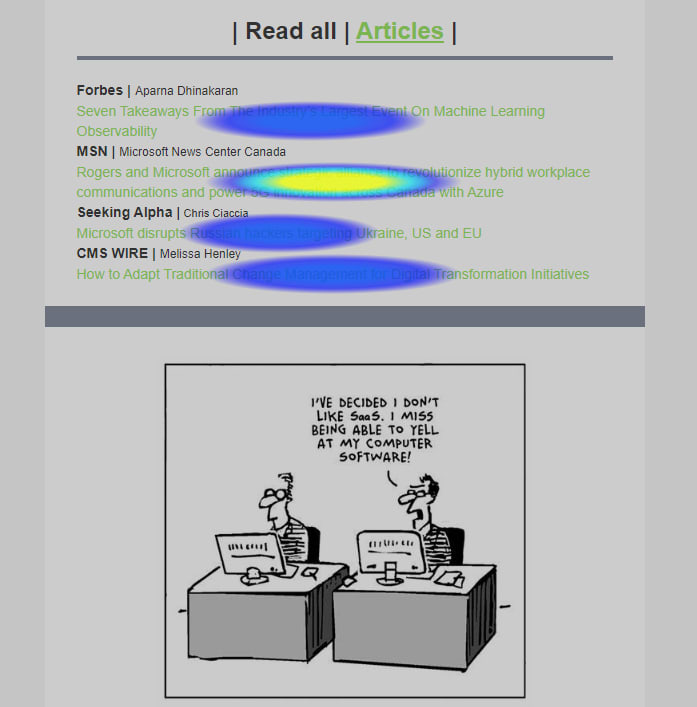 | Read all | Articles |
Forbes | Aparna Dhinakaran
Seven Takeaways From The Industry's Largest Event On Machine Learning
Observability
MSN | Microsoft News Center Canada
Rogers and Microsoft announce to revolutionize hybrid workplace
communications and power 5G Canada with Azure
Seeking Alpha | Chris Ciaccia
Microsoft disrupts Russian hackers targeting Ukraine, US and EU
CMS WIRE | Melissa Henley
How to Adapt Traditional Change Management for Digital Transformation Initiatives
I'VE DECIDED I DON'T
LIKE SaaS. I MISS
BEING ABLE TO YELL
AT MY COMPUTER
SOFTWARE!